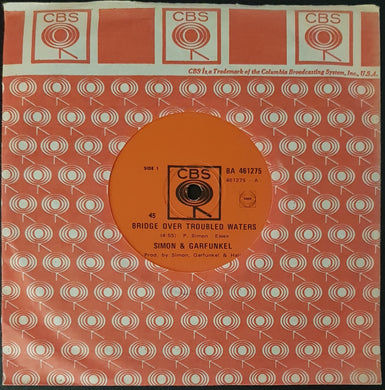 CBS
CBS
CBS
CBS Is a Trademark of the Columbia Broadcasting System, Inc., U.S.A.
CBS
SIDE 1
BA 461275
461275 - A
45
BRIDGE OVER TROUBLED WATERS
(4:55) P. Simon Essex
SIMON & GARFUNKEL
Prod. by Simon, Garfunkel & Hal